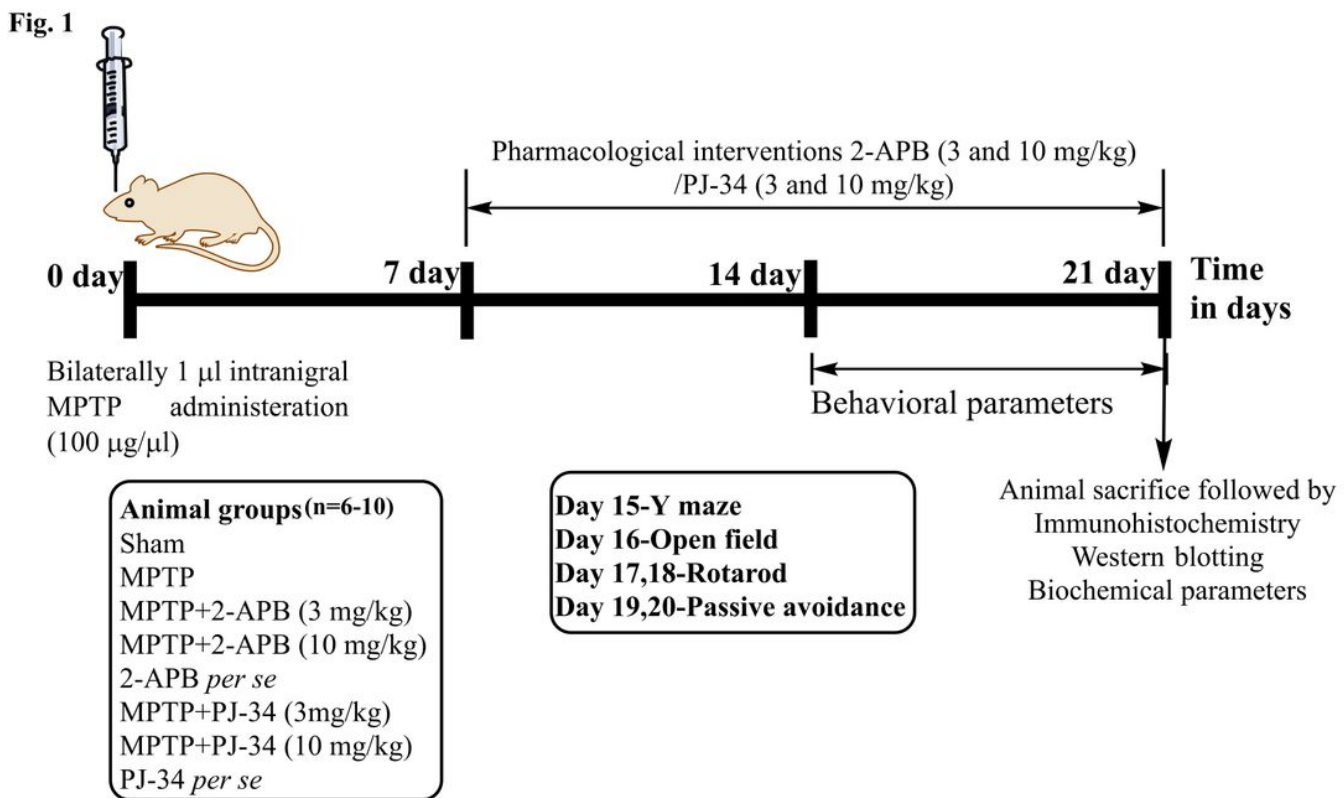 Fig. 1
Pharmacological interventions 2-APB (3 and 10 mg/kg)
/PJ-34 (3 and 10 mg/kg)
0 day
7 day
14 day
21 day
Time
in days
Bilaterally 1 μl intranigral
MPTP administeration
(100 μg/μl)
Behavioral parameters
Animal groups(n=6-10)
Sham
MPTP
MPTP+2-APB (3 mg/kg)
MPTP+2-APB (10 mg/kg)
2-APB per se
MPTP+PJ-34 (3mg/kg)
MPTP+PJ-34 (10 mg/kg)
PJ-34 per se
Day 15-Y maze
Day 16-Open field
Day 17,18-Rotarod
Day 19,20-Passive avoidance
Animal sacrifice followed by
Immunohistochemistry
Western blotting
Biochemical parameters